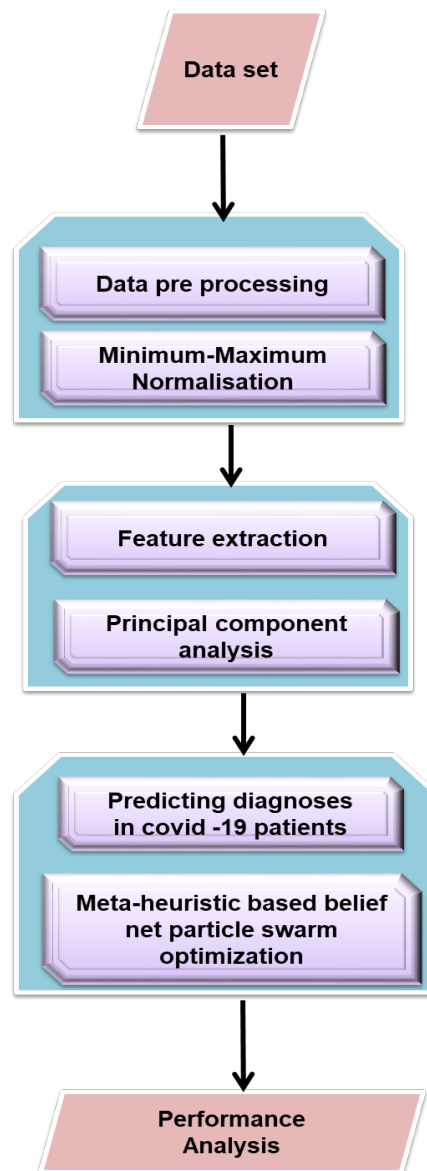 Data set
Data pre processing
Minimum-Maximum
Normalisation
Feature extraction
Principal component
analysis
Predicting diagnoses
in covid -19 patients
Meta-heuristic based belief
net particle swarm
optimization
Performance
Analysis